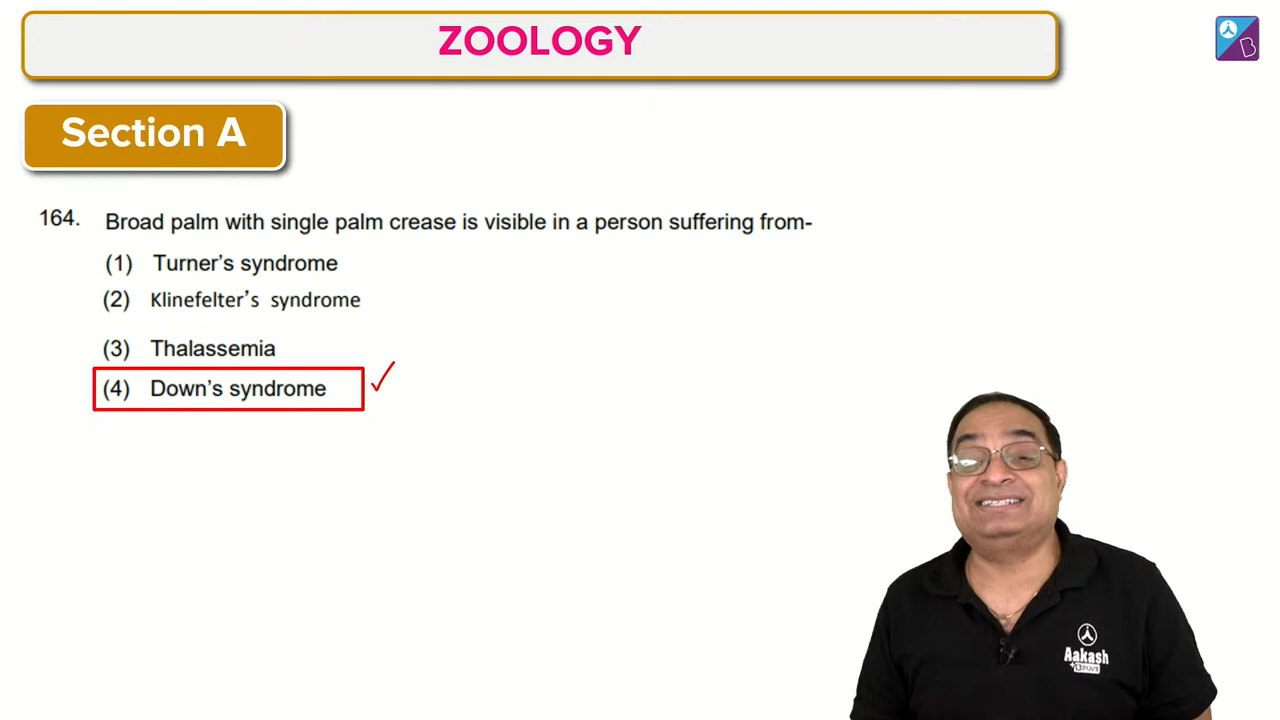 ZOOLOGY
B
Section A
164. Broad palm with single palm crease is visible in a person suffering from-
(1) Turner's syndrome
(2) Klinefelter's syndrome
(3) Thalassemia
(4) Down's syndrome
Aakash
BYJU'S